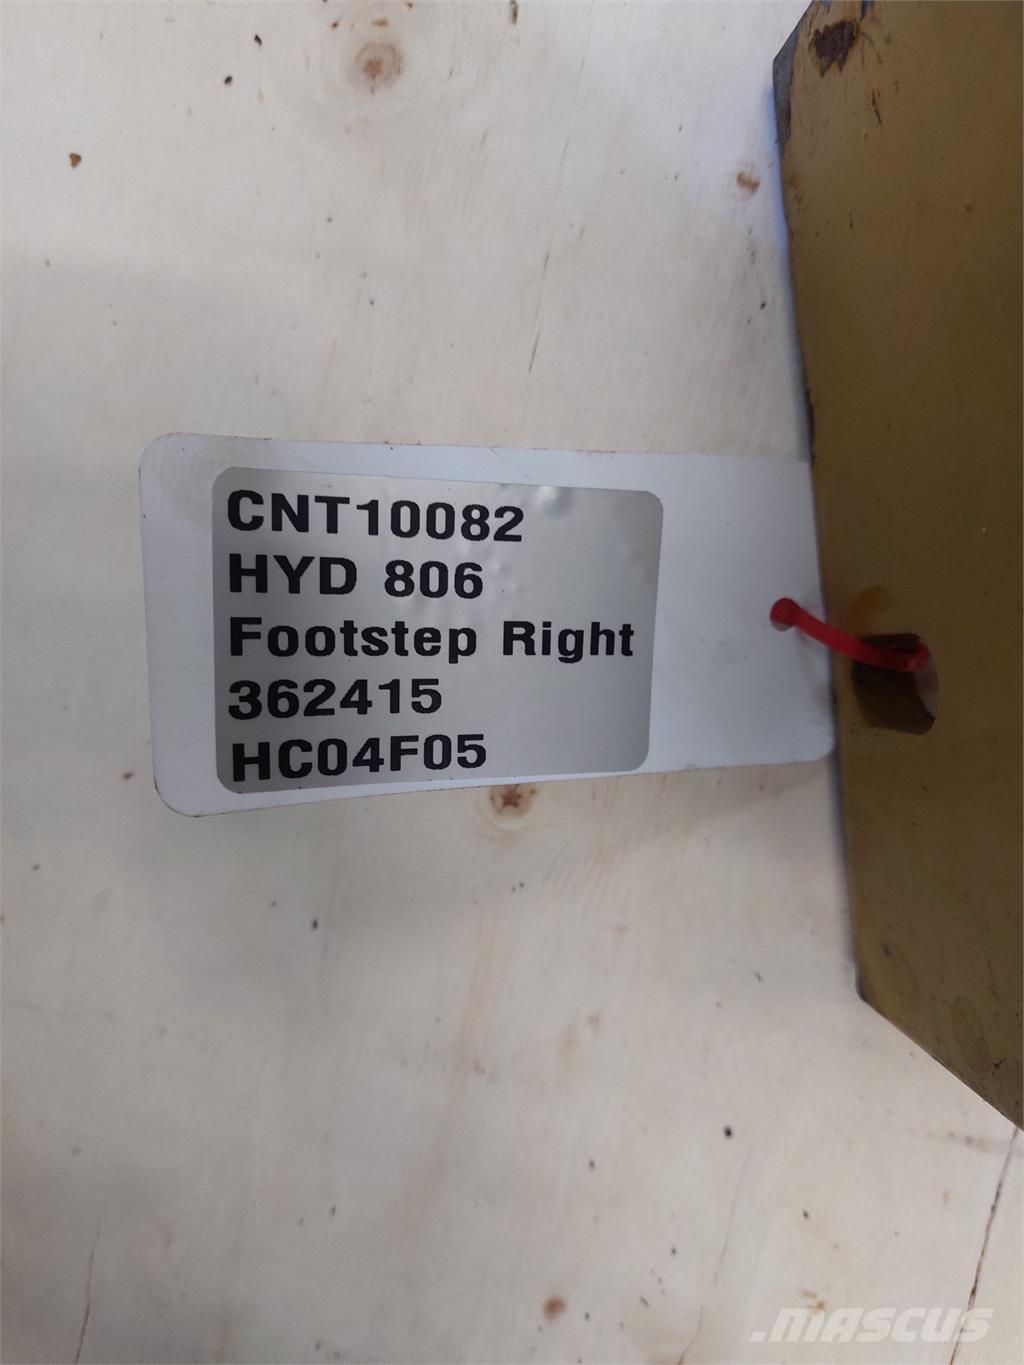 CNT10082
HYD 806
Footstep Right
362415
HC04F05
.MASCUS